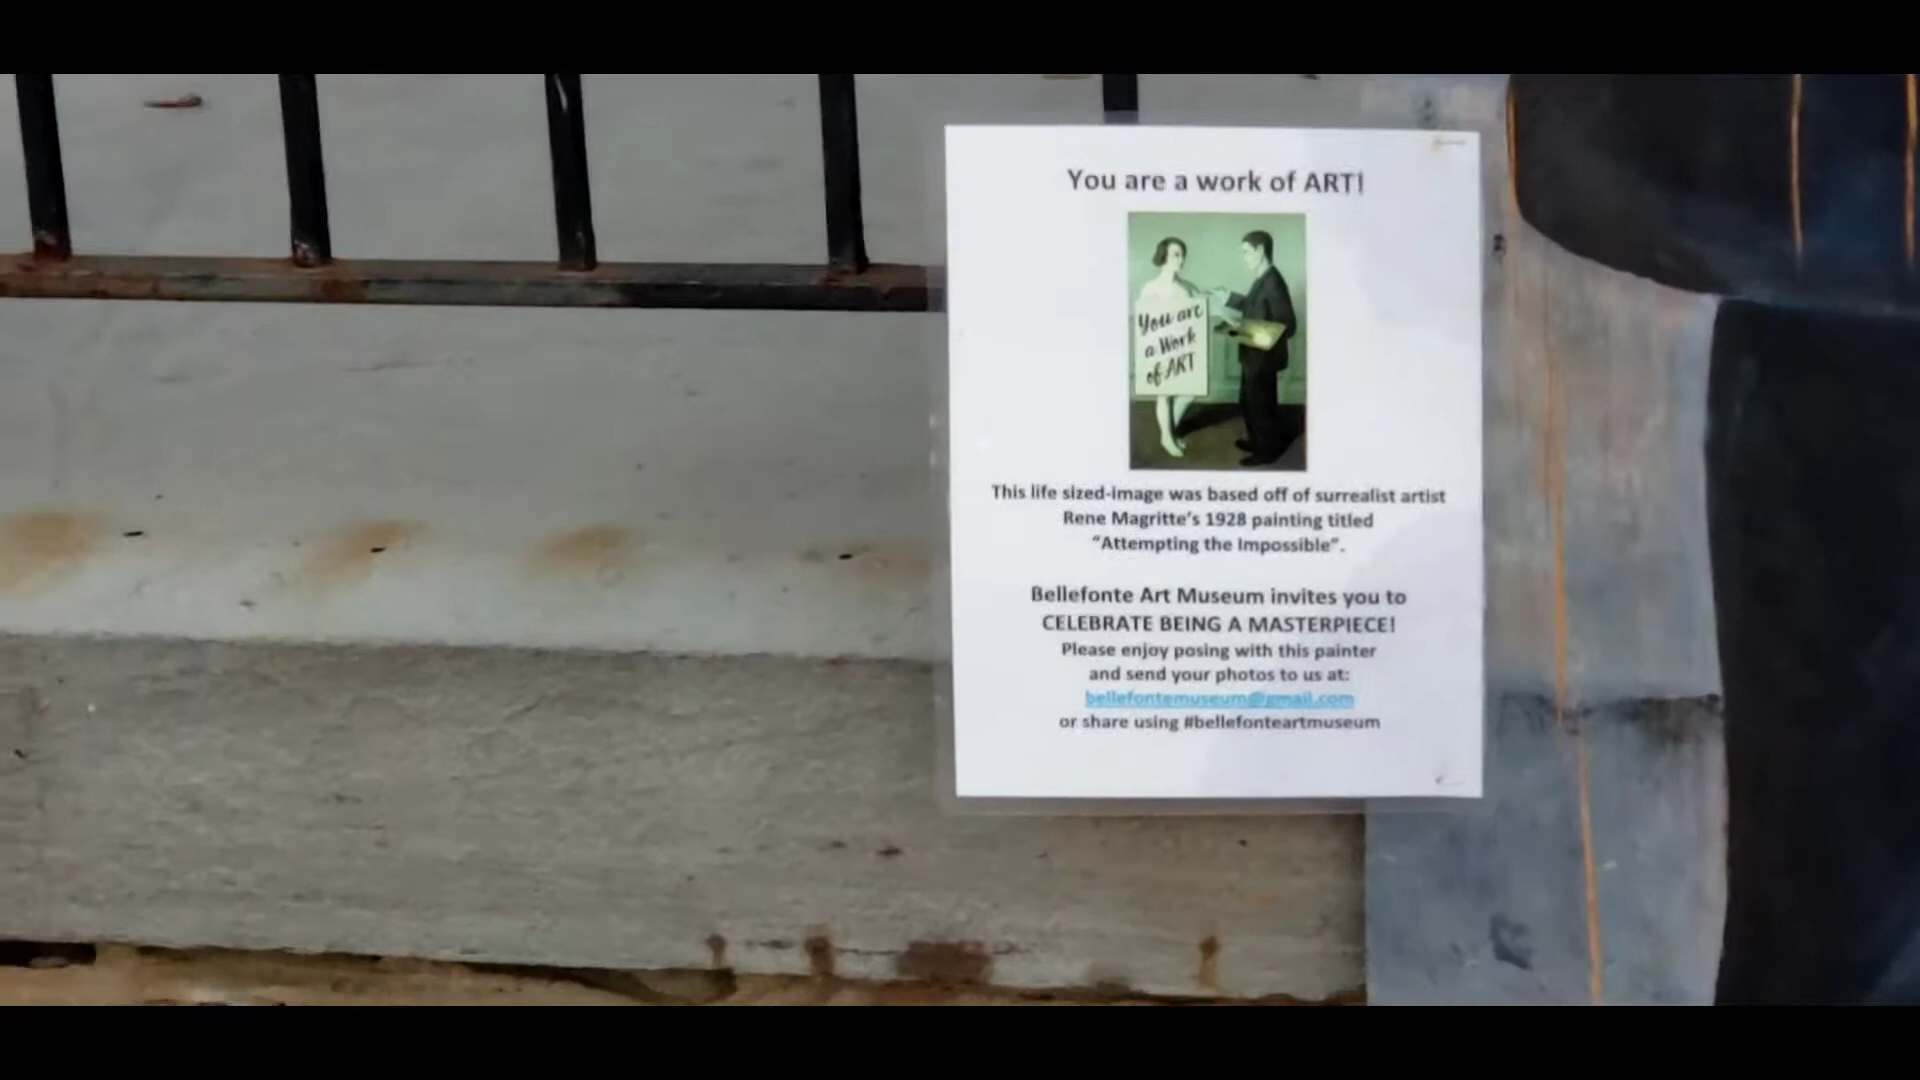 You are a work of ART!
You are
a Work
of ART
This life sized-image was based off of surrealist artist
Rene Magritte's 1928 painting titled
"Attempting the Impossible".
Bellefonte Art Museum invites you to
CELEBRATE BEING A MASTERPIECE!
Please enjoy posing with this painter
and send your photos to us at:
bellefontemuseum@gmail.com
or share using #bellefonteartmuseum